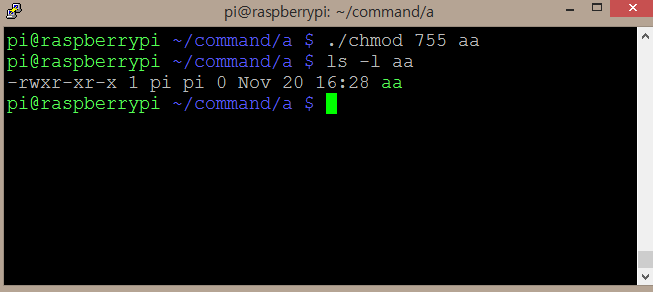 pi@raspberrypi: ~/command/a
pi@raspberrypi ~/command/a $ ./chmod 755 aa
pi@raspberrypi ~/command/a $ ls -l aa
-rwxr-xr-x 1 pi pi 0 Nov 20 16:28 aa
pi@raspberrypi ~/command/a $